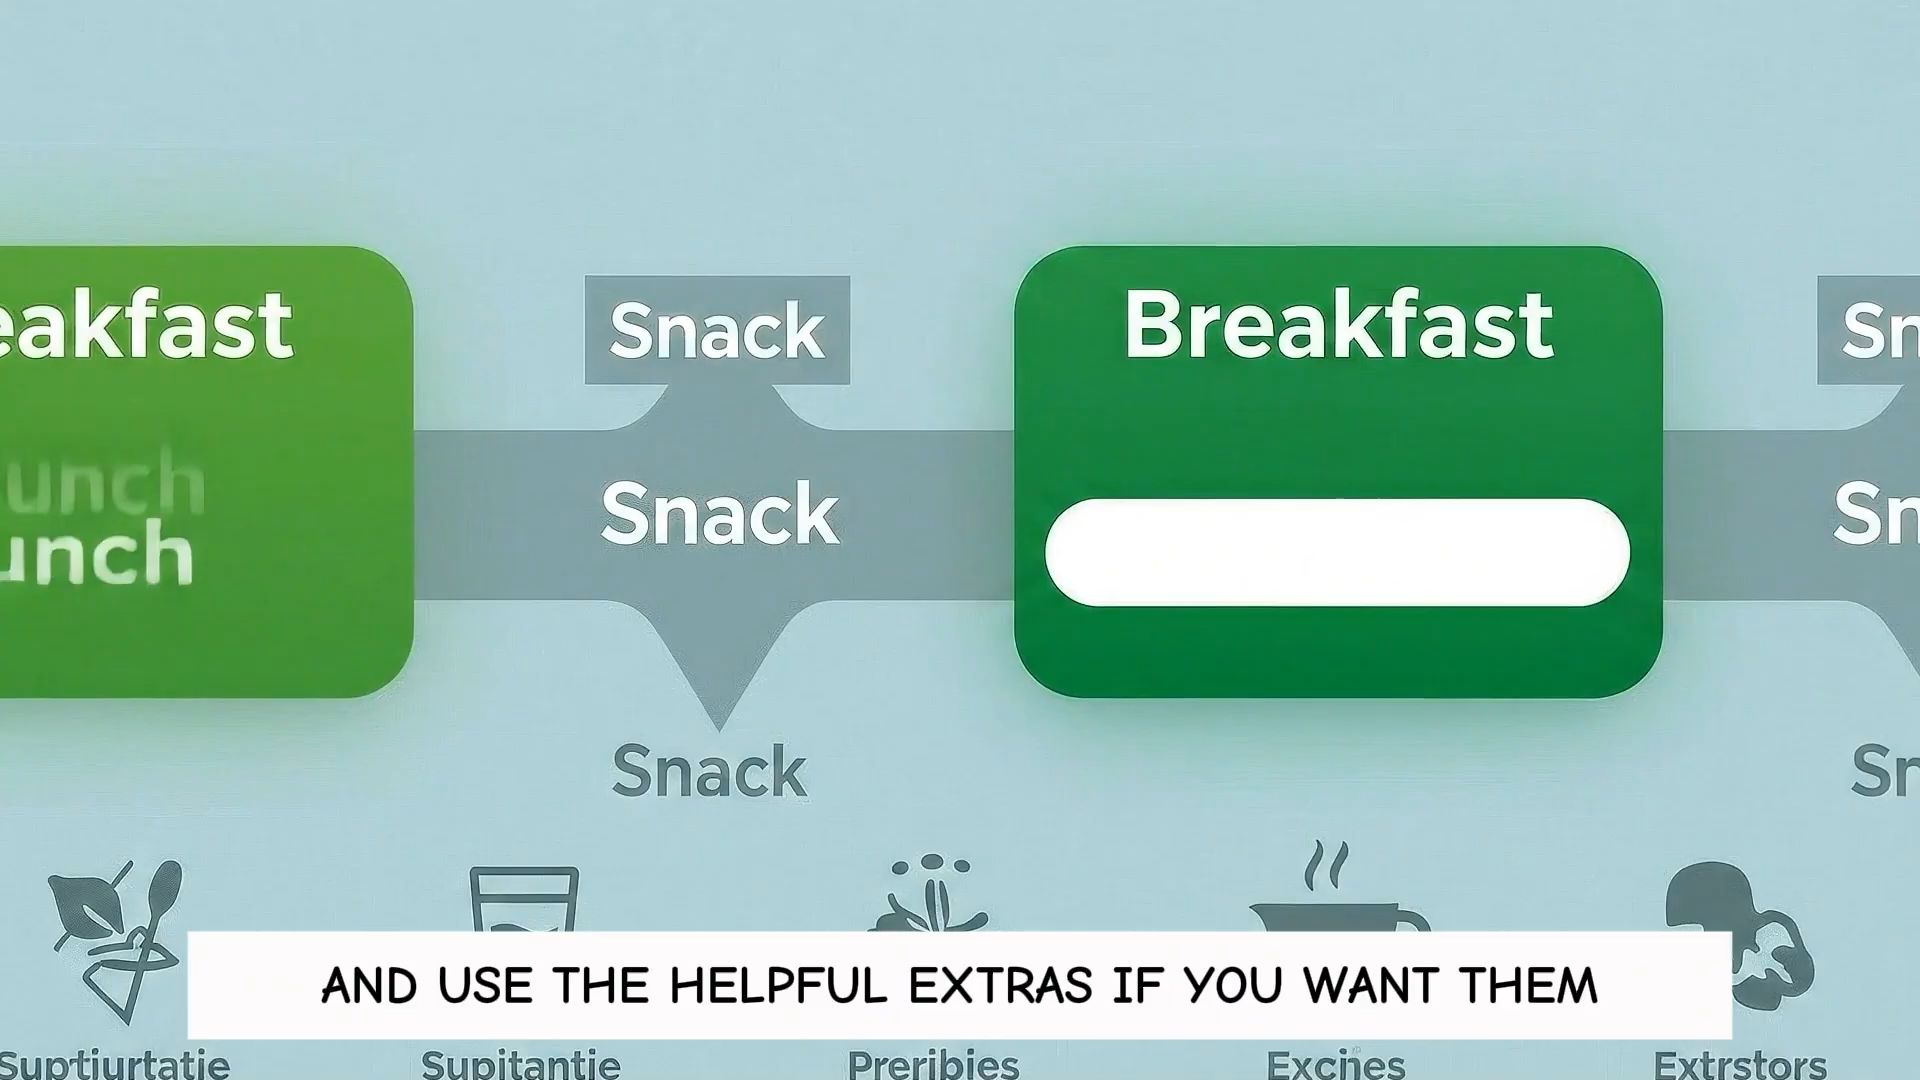 eakfast
unch
unch
Snack
Snack
Snack
Breakfast
Sn
Sn
Sn
AND USE THE HELPFUL EXTRAS IF YOU WANT THEM
Suptiurtatie
Supitantie
Preribies
Excines
Extrstors